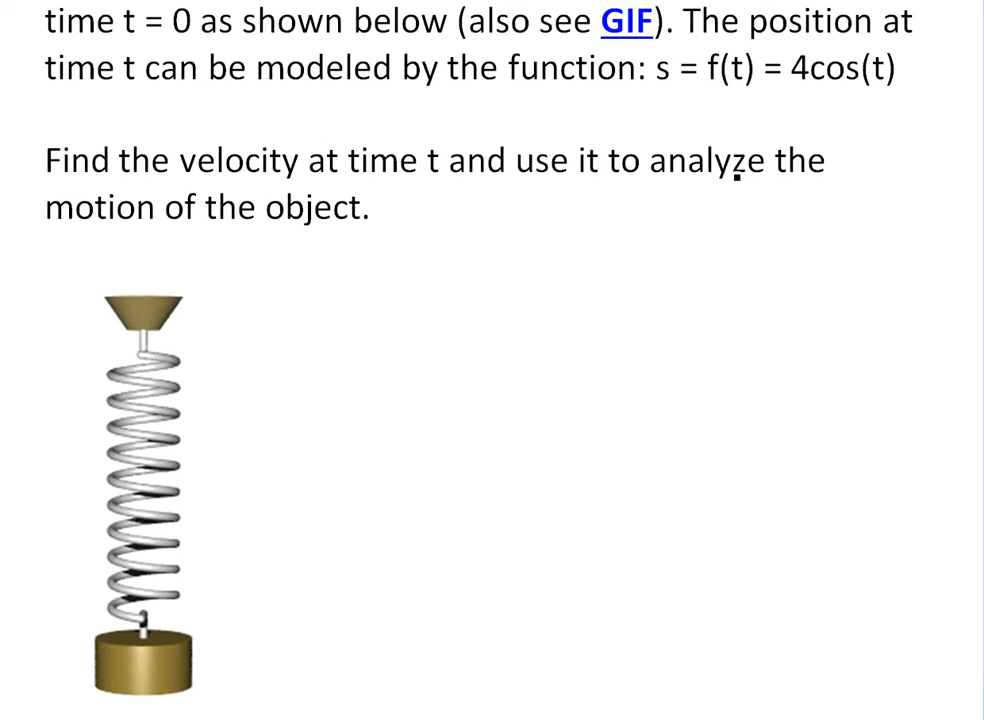 time t = 0 as shown below (also see GIF). The position at
time t can be modeled by the function: s = f(t) = 4cos(t)
Find the velocity at time t and use it to analyze the
motion of the object.